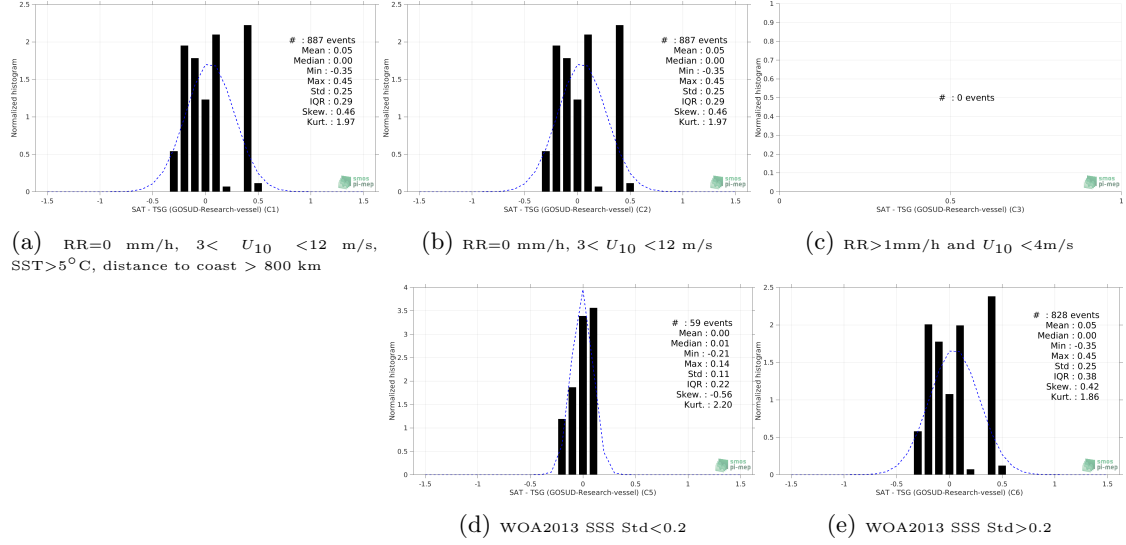 2.5
2
1.5
1
0.5
0
Normalized histogram
# : 887 events
Mean : 0.05
Median : 0.00
Min : -0.35
Max : 0.45
Std : 0.25
IQR : 0.29
Skew. : 0.46
Kurt. : 1.97
smos
pi-mep
-1.5 -1 -0.5 0 0.5 1 1.5
SAT - TSG (GOSUD-Research-vessel) (C1)
(a) RR=0 mm/h, 3< U10 <12 m/s,
SST>5°C, distance to coast > 800 km
2.5
2
1.5
1
0.5
0
Normalized histogram
# : 887 events
Mean : 0.05
Median : 0.00
Min : -0.35
Max : 0.45
Std : 0.25
IQR : 0.29
Skew. : 0.46
Kurt. : 1.97
smos
pi-mep
-1.5 -1 -0.5 0 0.5 1 1.5
SAT - TSG (GOSUD-Research-vessel) (C2)
(b) RR=0 mm/h, 3< U10 <12 m/s
1
0.9
0.8
0.7
0.6
0.5
0.4
0.3
0.2
0.1
0
Normalized histogram
# : 0 events
smos
pi-mep
0 0.5 1
SAT - TSG (GOSUD-Research-vessel) (C3)
(c) RR>1mm/h and U10 <4m/s
4
3.5
3
2.5
2
1.5
1
0.5
0
Normalized histogram
# : 59 events
Mean : 0.00
Median : 0.01
Min : -0.21
Max : 0.14
Std : 0.11
IQR : 0.22
Skew. : -0.56
Kurt. : 2.20
smos
pi-mep
-1.5 -1 -0.5 0 0.5 1 1.5
SAT - TSG (GOSUD-Research-vessel) (C5)
(d) WOA2013 SSS Std<0.2
2.5
2
1.5
1
0.5
0
Normalized histogram
# : 828 events
Mean : 0.05
Median : 0.00
Min : -0.35
Max : 0.45
Std : 0.25
IQR : 0.38
Skew. : 0.42
Kurt. : 1.86
smos
pi-mep
-1.5 -1 -0.5 0 0.5 1 1.5
SAT - TSG (GOSUD-Research-vessel) (C6)
(e) WOA2013 SSS Std>0.2